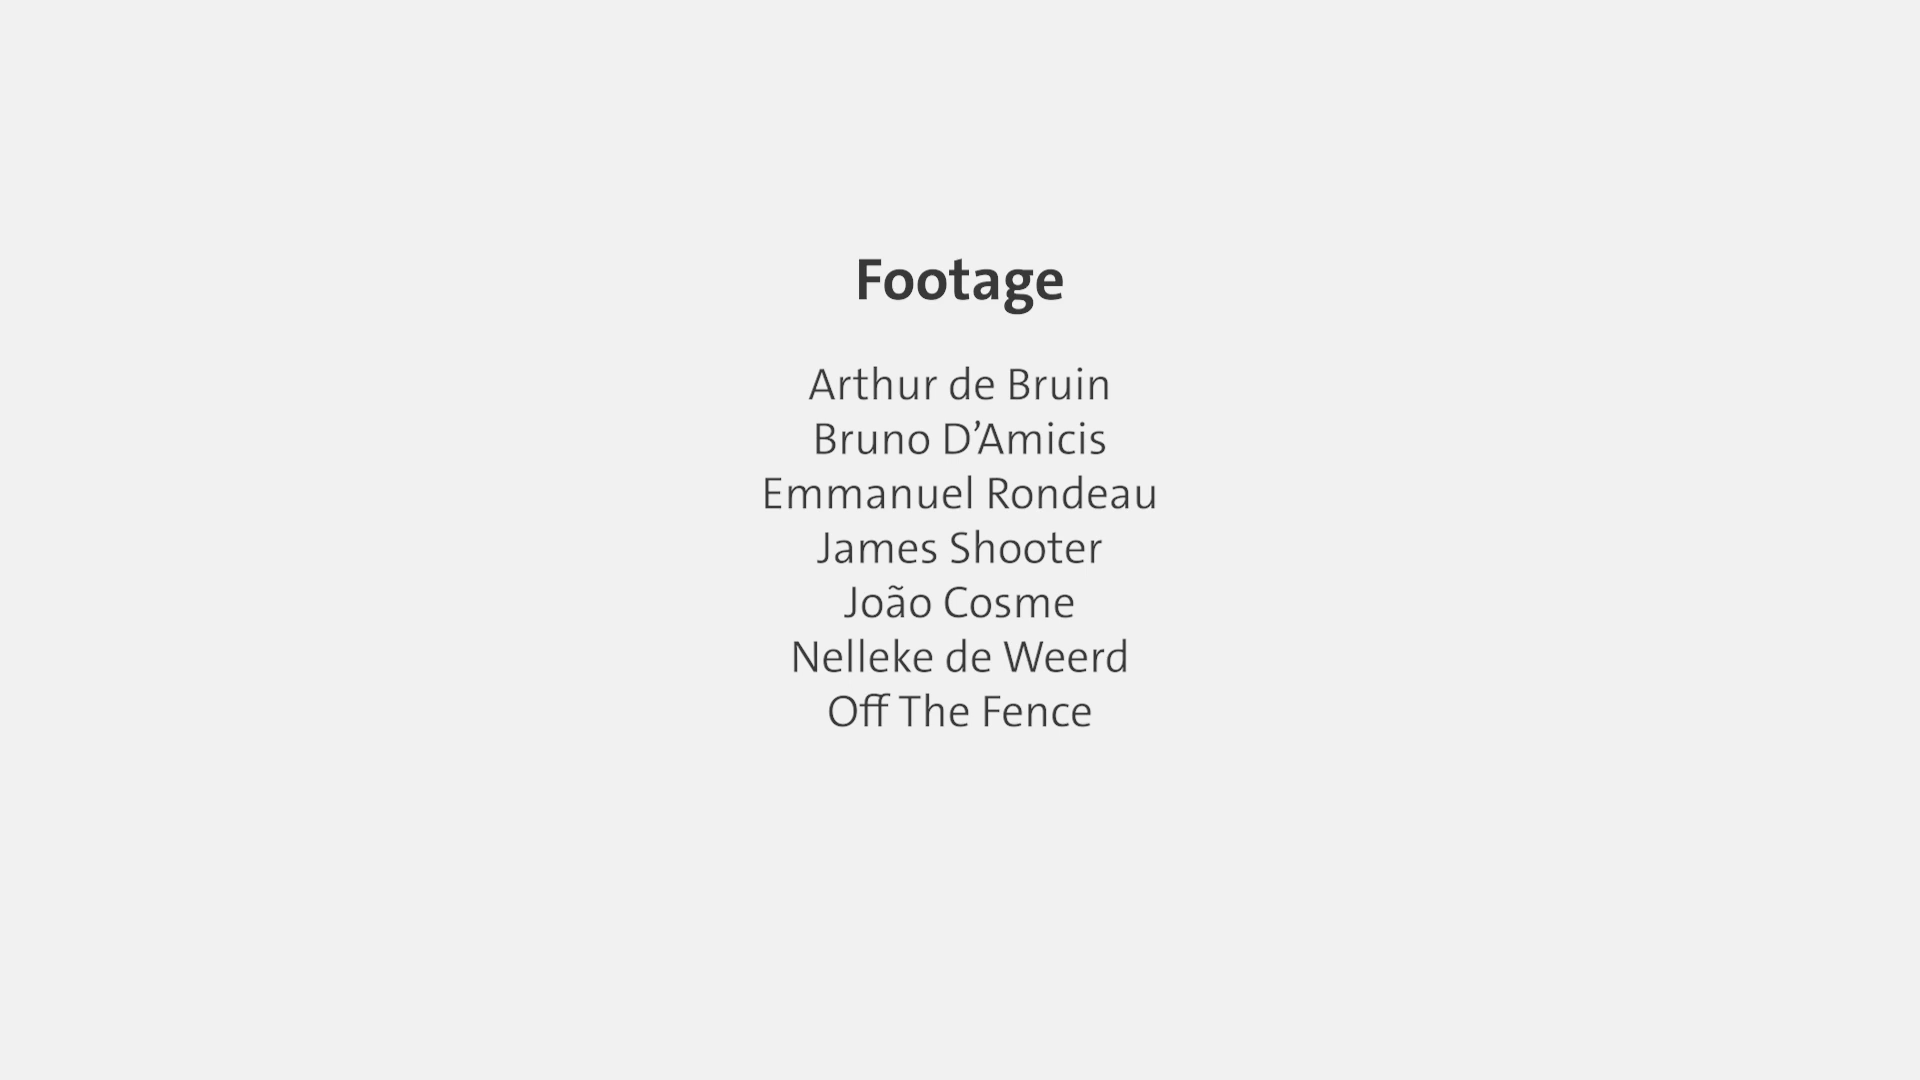 Footage
Arthur de Bruin
Bruno D’Amicis
Emmanuel Rondeau
James Shooter
João Cosme
Nelleke de Weerd
Off The Fence